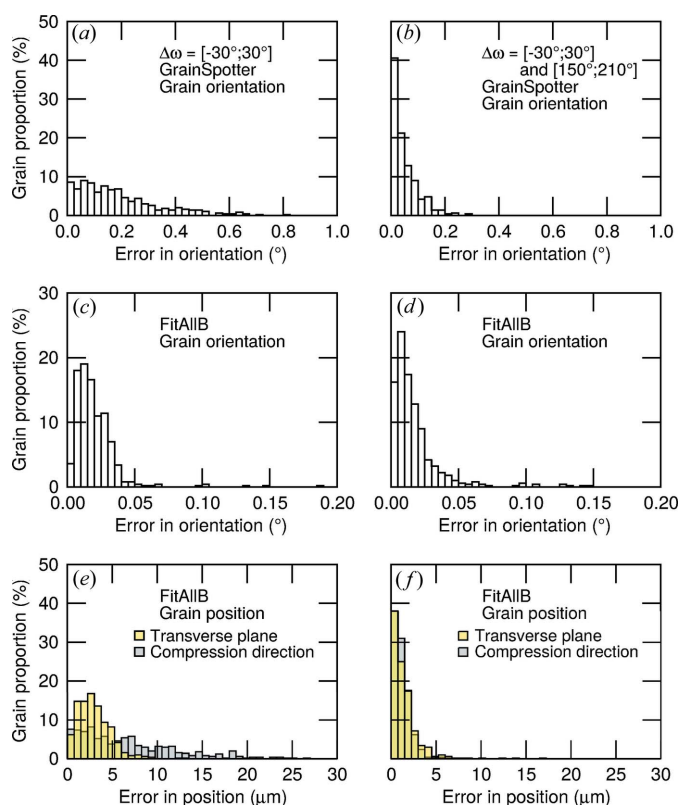 (a)
Δω = [-30°;30°]
GrainSpotter
Grain orientation
Grain proportion (%)
50
40
30
20
10
0
0.0 0.2 0.4 0.6 0.8 1.0
Error in orientation (°)
(b)
Δω = [-30°;30°]
and [150°;210°]
GrainSpotter
Grain orientation
0.0 0.2 0.4 0.6 0.8 1.0
Error in orientation (°)
(c)
FitAllB
Grain orientation
Grain proportion (%)
30
20
10
0
0.00 0.05 0.10 0.15 0.20
Error in orientation (°)
(d)
FitAllB
Grain orientation
0.00 0.05 0.10 0.15 0.20
Error in orientation (°)
(e)
FitAllB
Grain position
Transverse plane
Compression direction
Grain proportion (%)
50
40
30
20
10
0
0 5 10 15 20 25 30
Error in position (µm)
(f)
FitAllB
Grain position
Transverse plane
Compression direction
0 5 10 15 20 25 30
Error in position (µm)